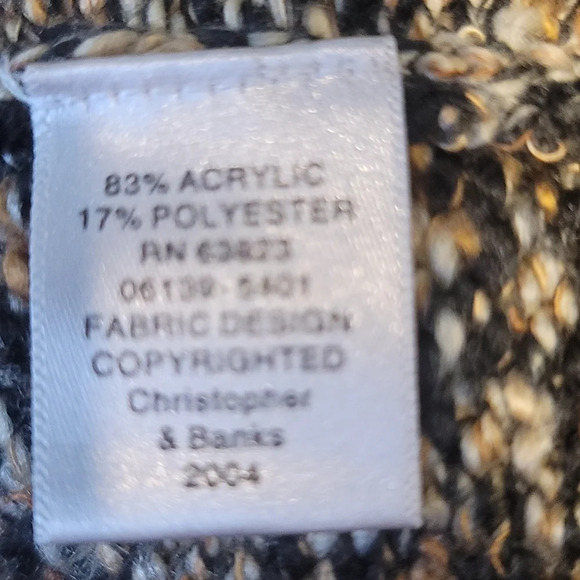 83% ACRYLIC
17% POLYESTER
RN 63823
06139-5401
FABRIC DESIGN
COPYRIGHTED
Christopher
& Banks
2004